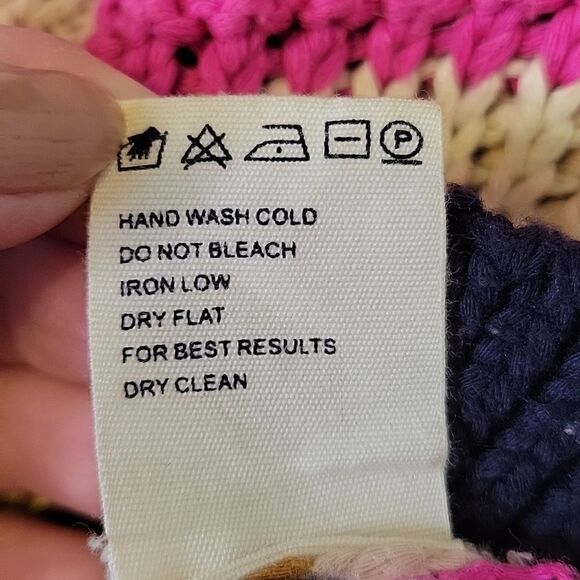 P
HAND WASH COLD
DO NOT BLEACH
IRON LOW
DRY FLAT
FOR BEST RESULTS
DRY CLEAN